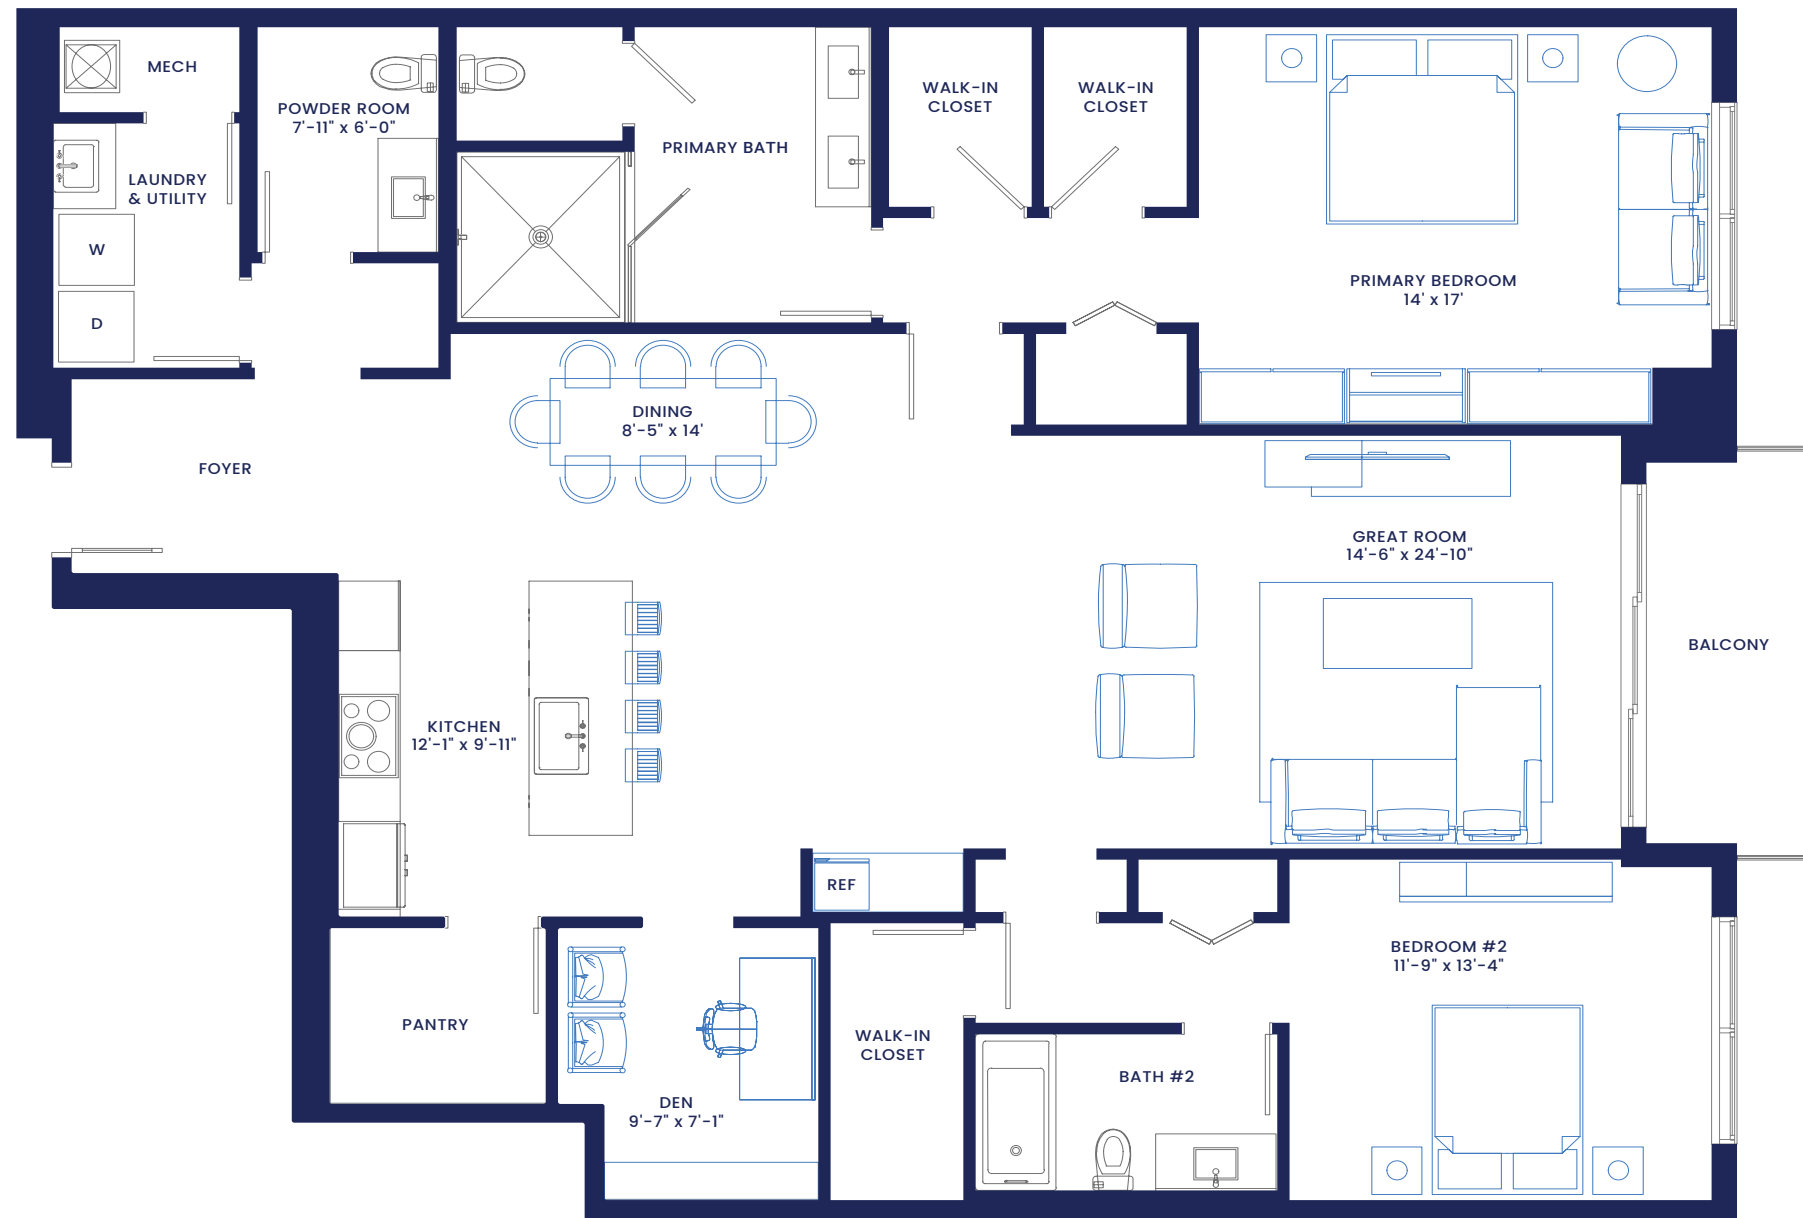 MECH
POWDER ROOM
7'-11" x 6'-0"
LAUNDRY
& UTILITY
W
D
PRIMARY BATH
WALK-IN
CLOSET
WALK-IN
CLOSET
PRIMARY BEDROOM
14' x 17'
DINING
8'-5" x 14'
FOYER
GREAT ROOM
14'-6" x 24'-10"
BALCONY
KITCHEN
12'-1" x 9'-11"
REF
PANTRY
DEN
9'-7" x 7'-1"
WALK-IN
CLOSET
BATH #2
BEDROOM #2
11'-9" x 13'-4"